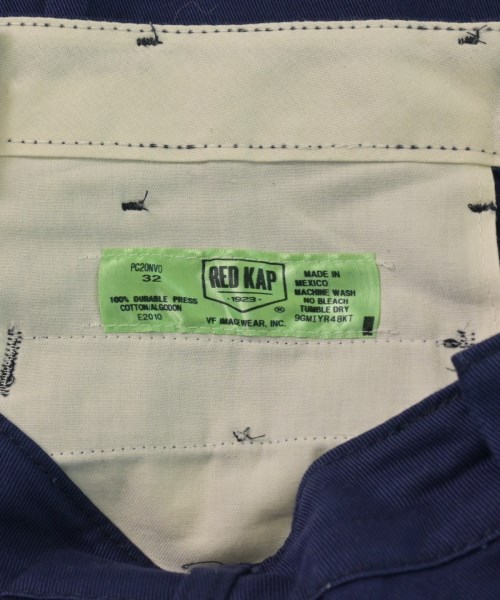 PC20NVO
32
100% DURABLE PRESS
COTTON/ALGODON
E2010
RED KAP
-1923-
®
VF IMAGEWEAR, INC.
MADE IN
MEXICO
MACHINE WASH
NO BLEACH
TUMBLE DRY
9GMIYR48KT